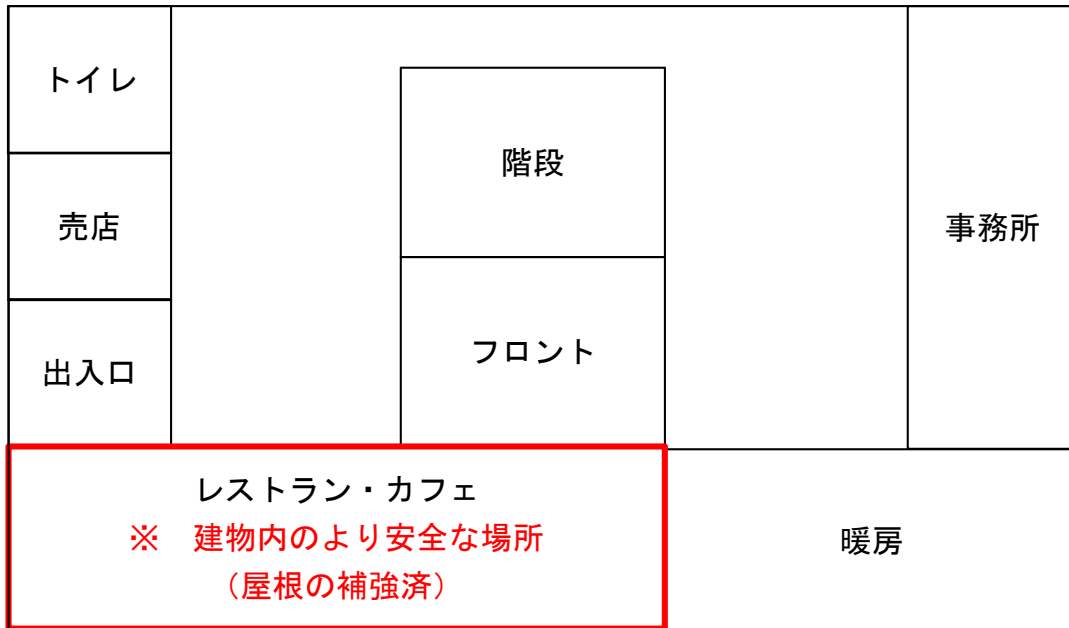 トイレ
階段
売店
事務所
フロント
出入口
レストラン・カフェ
※　建物内のより安全な場所
（屋根の補強済）
暖房